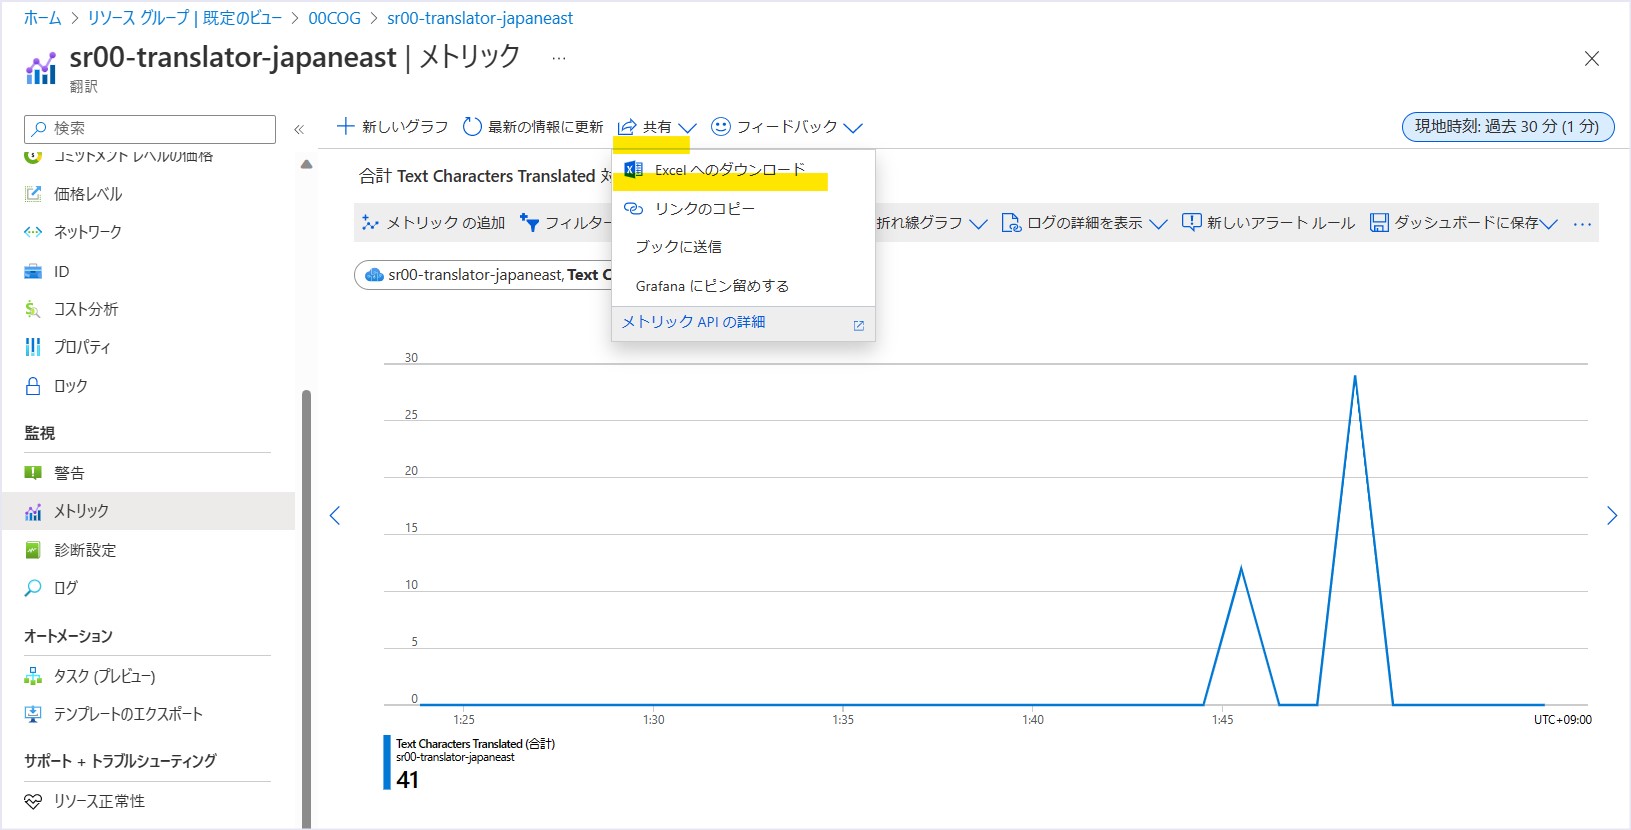 ホーム > リソース グループ | 既定のビュー > 00COG > sr00-translator-japaneast
sr00-translator-japaneast | メトリック ...
翻訳
検索
«
コミットメント レベルの価格
価格レベル
ネットワーク
ID
コスト分析
プロパティ
ロック
監視
警告
メトリック
診断設定
ログ
オートメーション
タスク (プレビュー)
テンプレートのエクスポート
サポート + トラブルシューティング
リソース正常性
新しいグラフ 最新の情報に更新 共有 フィードバック
現地時刻: 過去 30 分 (1 分)
合計 Text Characters Translated 対
Excel へのダウンロード
リンクのコピー
ブックに送信
Grafana にピン留めする
メトリック API の詳細
メトリック の追加 フィルター 折れ線グラフ ログの詳細を表示 新しいアラート ルール ダッシュボードに保存 ...
sr00-translator-japaneast, Text C
30
25
20
15
10
5
0
1:25 1:30 1:35 1:40 1:45 UTC+09:00
Text Characters Translated (合計)
sr00-translator-japaneast
41